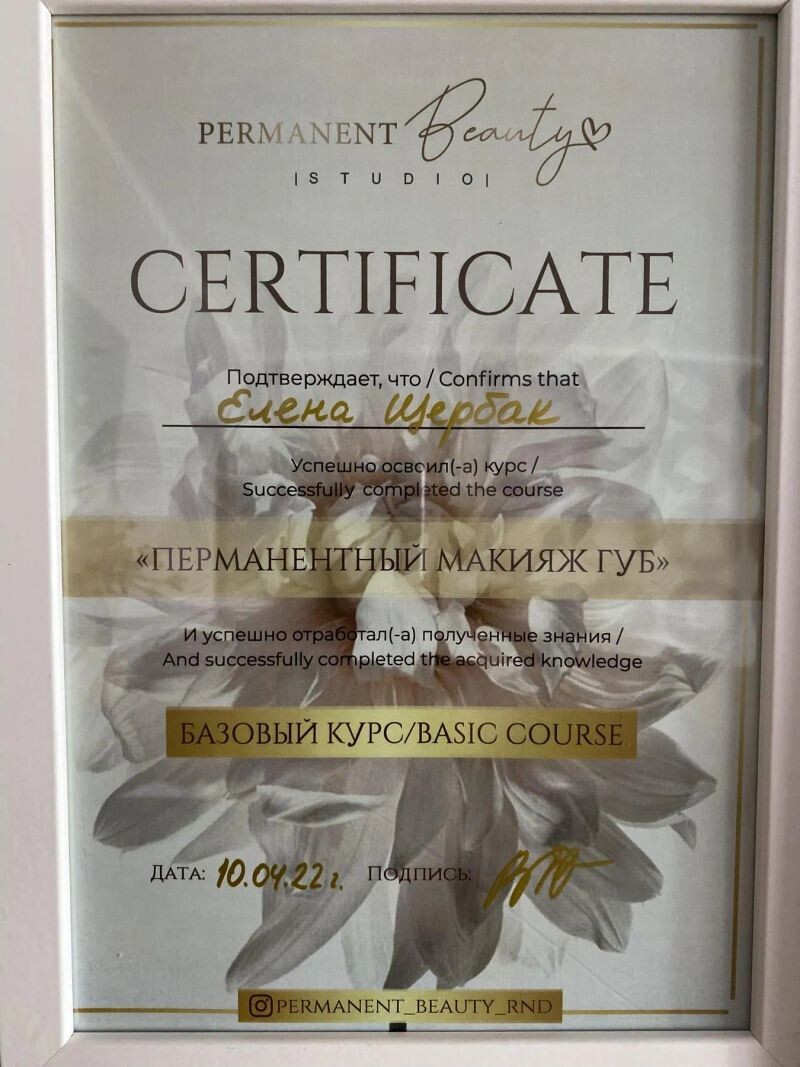 PERMANENT Beauty
|STUDIO|
CERTIFICATE
Подтверждает, что / Confirms that
Елена Щербак
Успешно освоил(-а) курс /
Successfully completed the course
«ПЕРМАНЕНТНЫЙ МАКИЯЖ ГУБ»
И успешно отработал(-а) полученные знания /
And successfully completed the acquired knowledge
БАЗОВЫЙ КУРС/BASIC COURSE
ДАТА: 10.04.22 г. ПОДПИСЬ:
PERMANENT_BEAUTY_RND